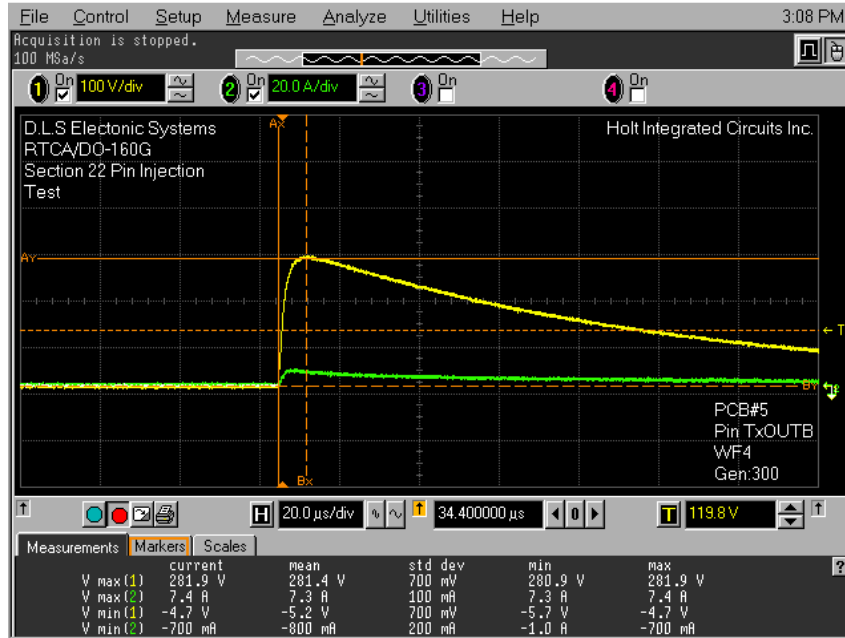 File Control Setup Measure Analyze Utilities Help 3:08 PM
Acquisition is stopped.
100 MSa/s
1 On 100 V/div 2 On 20.0 A/div 3 On 4 On
D.L.S Electonic Systems
RTCA/DO-160G
Section 22 Pin Injection
Test
Ax
Holt Integrated Circuits Inc.
Ay
T
By
PCB#5
Pin TxOUTB
WF4
Gen:300
Bx
H 20.0 µs/div 34.400000 µs 0 T 119.8 V
Measurements Markers Scales
current mean std dev min max
V max(1) 281.9 V 281.4 V 700 mV 280.9 V 281.9 V
V max(2) 7.4 A 7.3 A 100 mA 7.3 A 7.4 A
V min(1) -4.7 V -5.2 V 700 mV -5.7 V -4.7 V
V min(2) -700 mA -800 mA 200 mA -1.0 A -700 mA
?